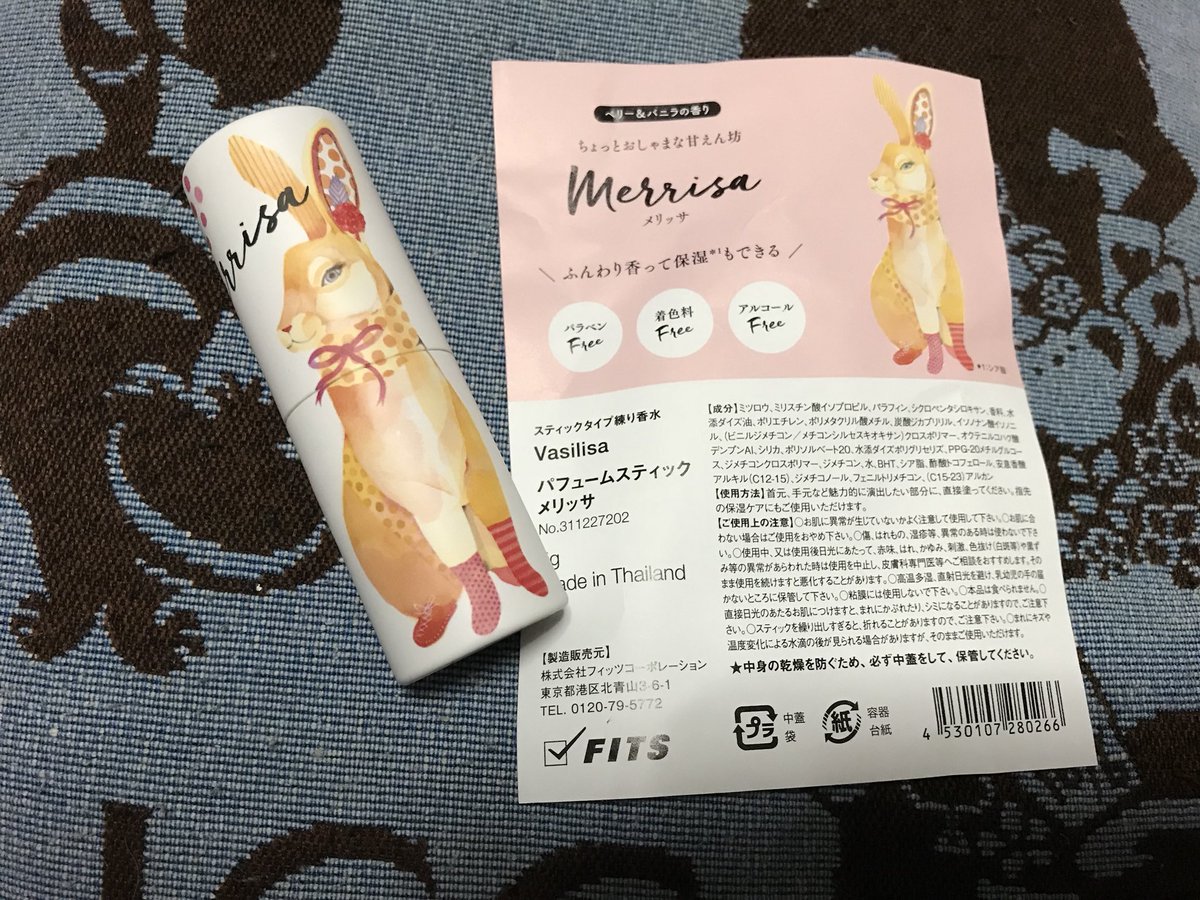 rrisa
ベリー&バニラの香り
ちょっとおしゃまな甘えん坊
Merrisa
メリッサ
\ ふんわり香って保湿*1もできる /
パラベン
Free
着色料
Free
アルコール
Free
*1:シア脂
スティックタイプ練り香水
Vasilisa
パフュームスティック
メリッサ
No.311227202
g
ade in Thailand
【製造販売元】
株式会社フィッツコーポレーション
東京都港区北青山3-6-1
TEL. 0120-79-5772
FITS
【成分】ミツロウ、ミリスチン酸イソプロピル、パラフィン、シクロペンタシロキサン、香料、水
添ダイズ油、ポリエチレン、ポリメタクリル酸メチル、炭酸ジカプリリル、イソノナン酸イソノニ
ル、(ビニルジメチコン/メチコンシルセスキオキサン)クロスポリマー、オクテニルコハク酸
デンプンAl、シリカ、ポリソルベート20、水添ダイズポリグリセリズ、PPG-20メチルグルコー
ス、ジメチコンクロスポリマー、ジメチコン、水、BHT、シア脂、酢酸トコフェロール、安息香酸
アルキル(C12-15)、ジメチコノール、フェニルトリメチコン、(C15-23)アルカン
【使用方法】首元、手元など魅力的に演出したい部分に、直接塗ってください。指先
の保湿ケアにもご使用いただけます。
【ご使用上の注意】○お肌に異常が生じていないかよく注意して使用して下さい。○お肌に合
わない場合はご使用をおやめ下さい。○傷、はれもの、湿疹等、異常のある時は使わないで下さ
い。○使用中、又は使用後日光にあたって、赤味、はれ、かゆみ、刺激、色抜け(白斑等)や黒ず
み等の異常があらわれた時は使用を中止し、皮膚科専門医等へご相談をおすすめします。その
まま使用を続けますと悪化することがあります。○高温多湿、直射日光を避け、乳幼児の手の届
かないところに保管して下さい。○粘膜には使用しないで下さい。○本品は食べられません。○
直接日光のあたるお肌につけますと、まれにかぶれたり、シミになることがありますので、ご注意下
さい。○スティックを繰り出しすぎると、折れることがありますので、ご注意下さい。○まれにキズや
温度変化による水滴の後が見られる場合がありますが、そのままご使用いただけます。
★中身の乾燥を防ぐため、必ず中蓋をして、保管してください。
プラ
中蓋
袋
紙
容器
台紙
4 530107 280266